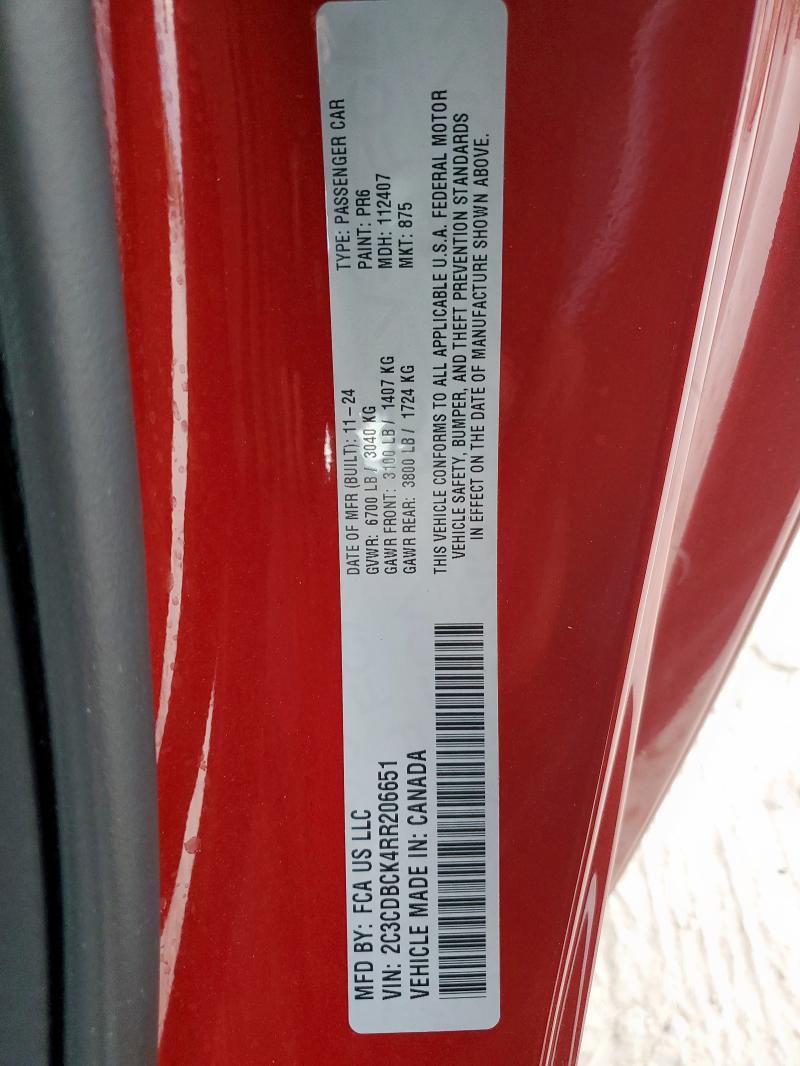 MFD BY: FCA US LLC
VIN: 2C3CDBCK4RR206651
VEHICLE MADE IN: CANADA
DATE OF MFR (BUILT): 11-24
GVWR: 6700 LB / 3040 KG
GAWR FRONT: 3100 LB / 1407 KG
GAWR REAR: 3800 LB / 1724 KG
TYPE: PASSENGER CAR
PAINT: PR6
MDH: 112407
MKT: 875
THIS VEHICLE CONFORMS TO ALL APPLICABLE U.S.A. FEDERAL MOTOR
VEHICLE SAFETY, BUMPER, AND THEFT PREVENTION STANDARDS
IN EFFECT ON THE DATE OF MANUFACTURE SHOWN ABOVE.